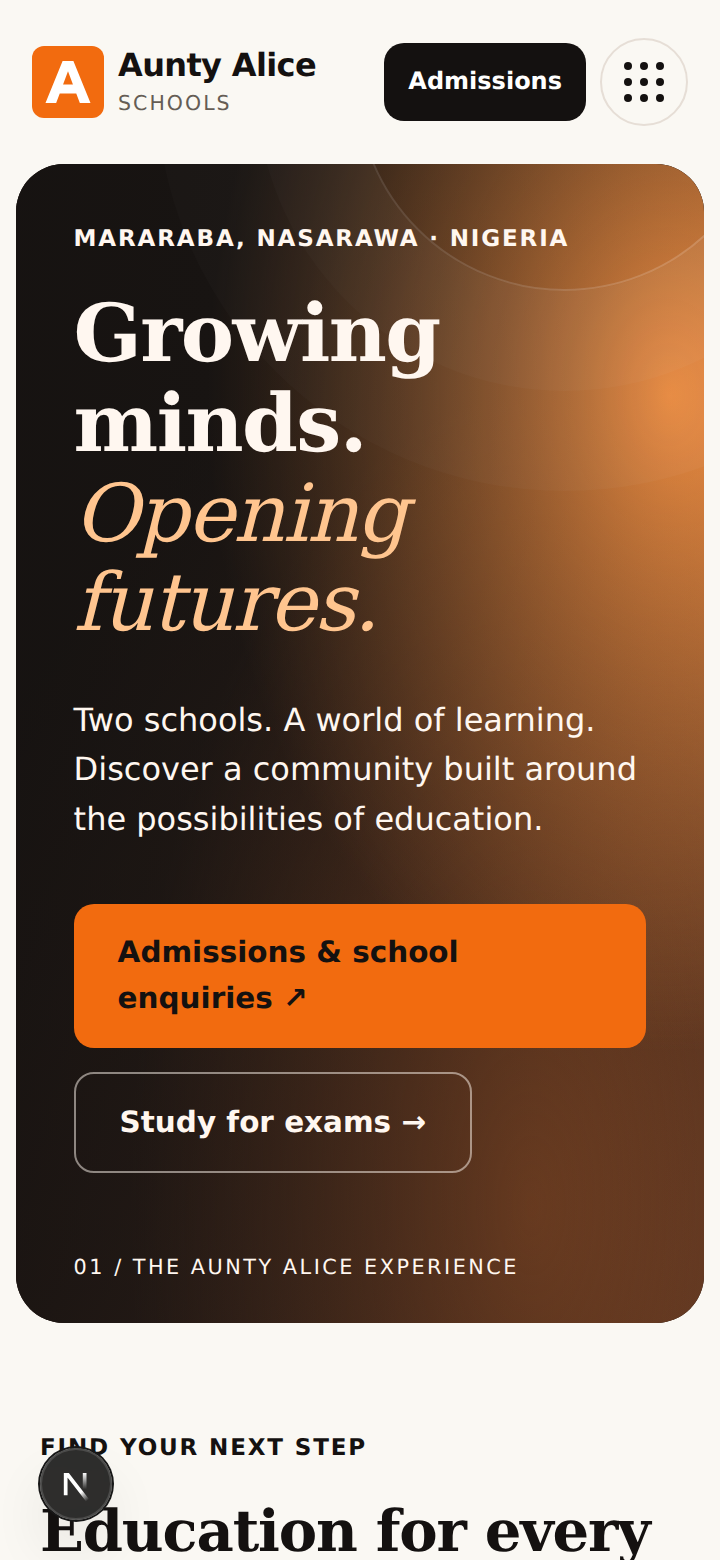 A
Aunty Alice
SCHOOLS
Admissions
MARARABA, NASARAWA · NIGERIA
Growing
minds.
Opening
futures.
Two schools. A world of learning.
Discover a community built around
the possibilities of education.
Admissions & school
enquiries ↗
Study for exams →
01 / THE AUNTY ALICE EXPERIENCE
FIND YOUR NEXT STEP
N
Education for every